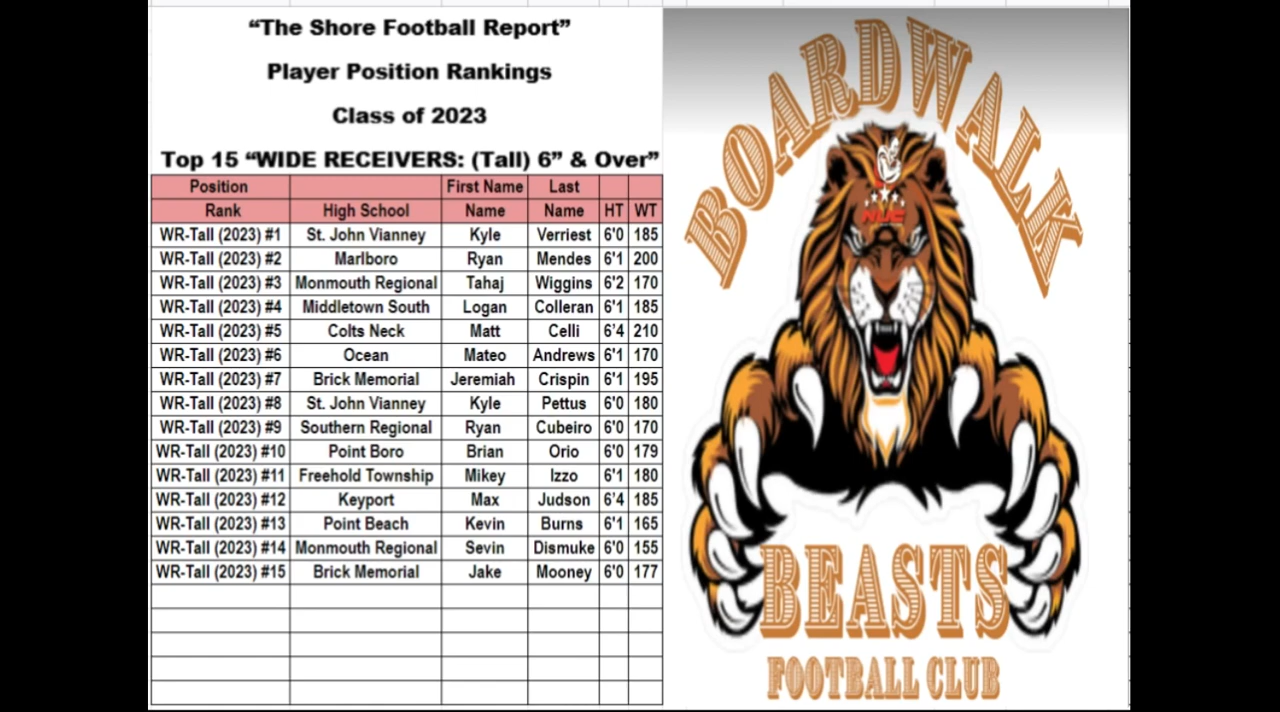 “The Shore Football Report”
Player Position Rankings
Class of 2023
Top 15 “WIDE RECEIVERS: (Tall) 6” & Over”
Position First Name Last
Rank High School Name Name HT WT
WR-Tall (2023) #1 St. John Vianney Kyle Verriest 6'0 185
WR-Tall (2023) #2 Marlboro Ryan Mendes 6'1 200
WR-Tall (2023) #3 Monmouth Regional Tahaj Wiggins 6'2 170
WR-Tall (2023) #4 Middletown South Logan Colleran 6'1 185
WR-Tall (2023) #5 Colts Neck Matt Celli 6’4 210
WR-Tall (2023) #6 Ocean Mateo Andrews 6'1 170
WR-Tall (2023) #7 Brick Memorial Jeremiah Crispin 6'1 195
WR-Tall (2023) #8 St. John Vianney Kyle Pettus 6'0 180
WR-Tall (2023) #9 Southern Regional Ryan Cubeiro 6'0 170
WR-Tall (2023) #10 Point Boro Brian Orio 6'0 179
WR-Tall (2023) #11 Freehold Township Mikey Izzo 6'1 180
WR-Tall (2023) #12 Keyport Max Judson 6’4 185
WR-Tall (2023) #13 Point Beach Kevin Burns 6'1 165
WR-Tall (2023) #14 Monmouth Regional Sevin Dismuke 6'0 155
WR-Tall (2023) #15 Brick Memorial Jake Mooney 6'0 177
BOARDWALK
NUC
BEASTS
FOOTBALL CLUB